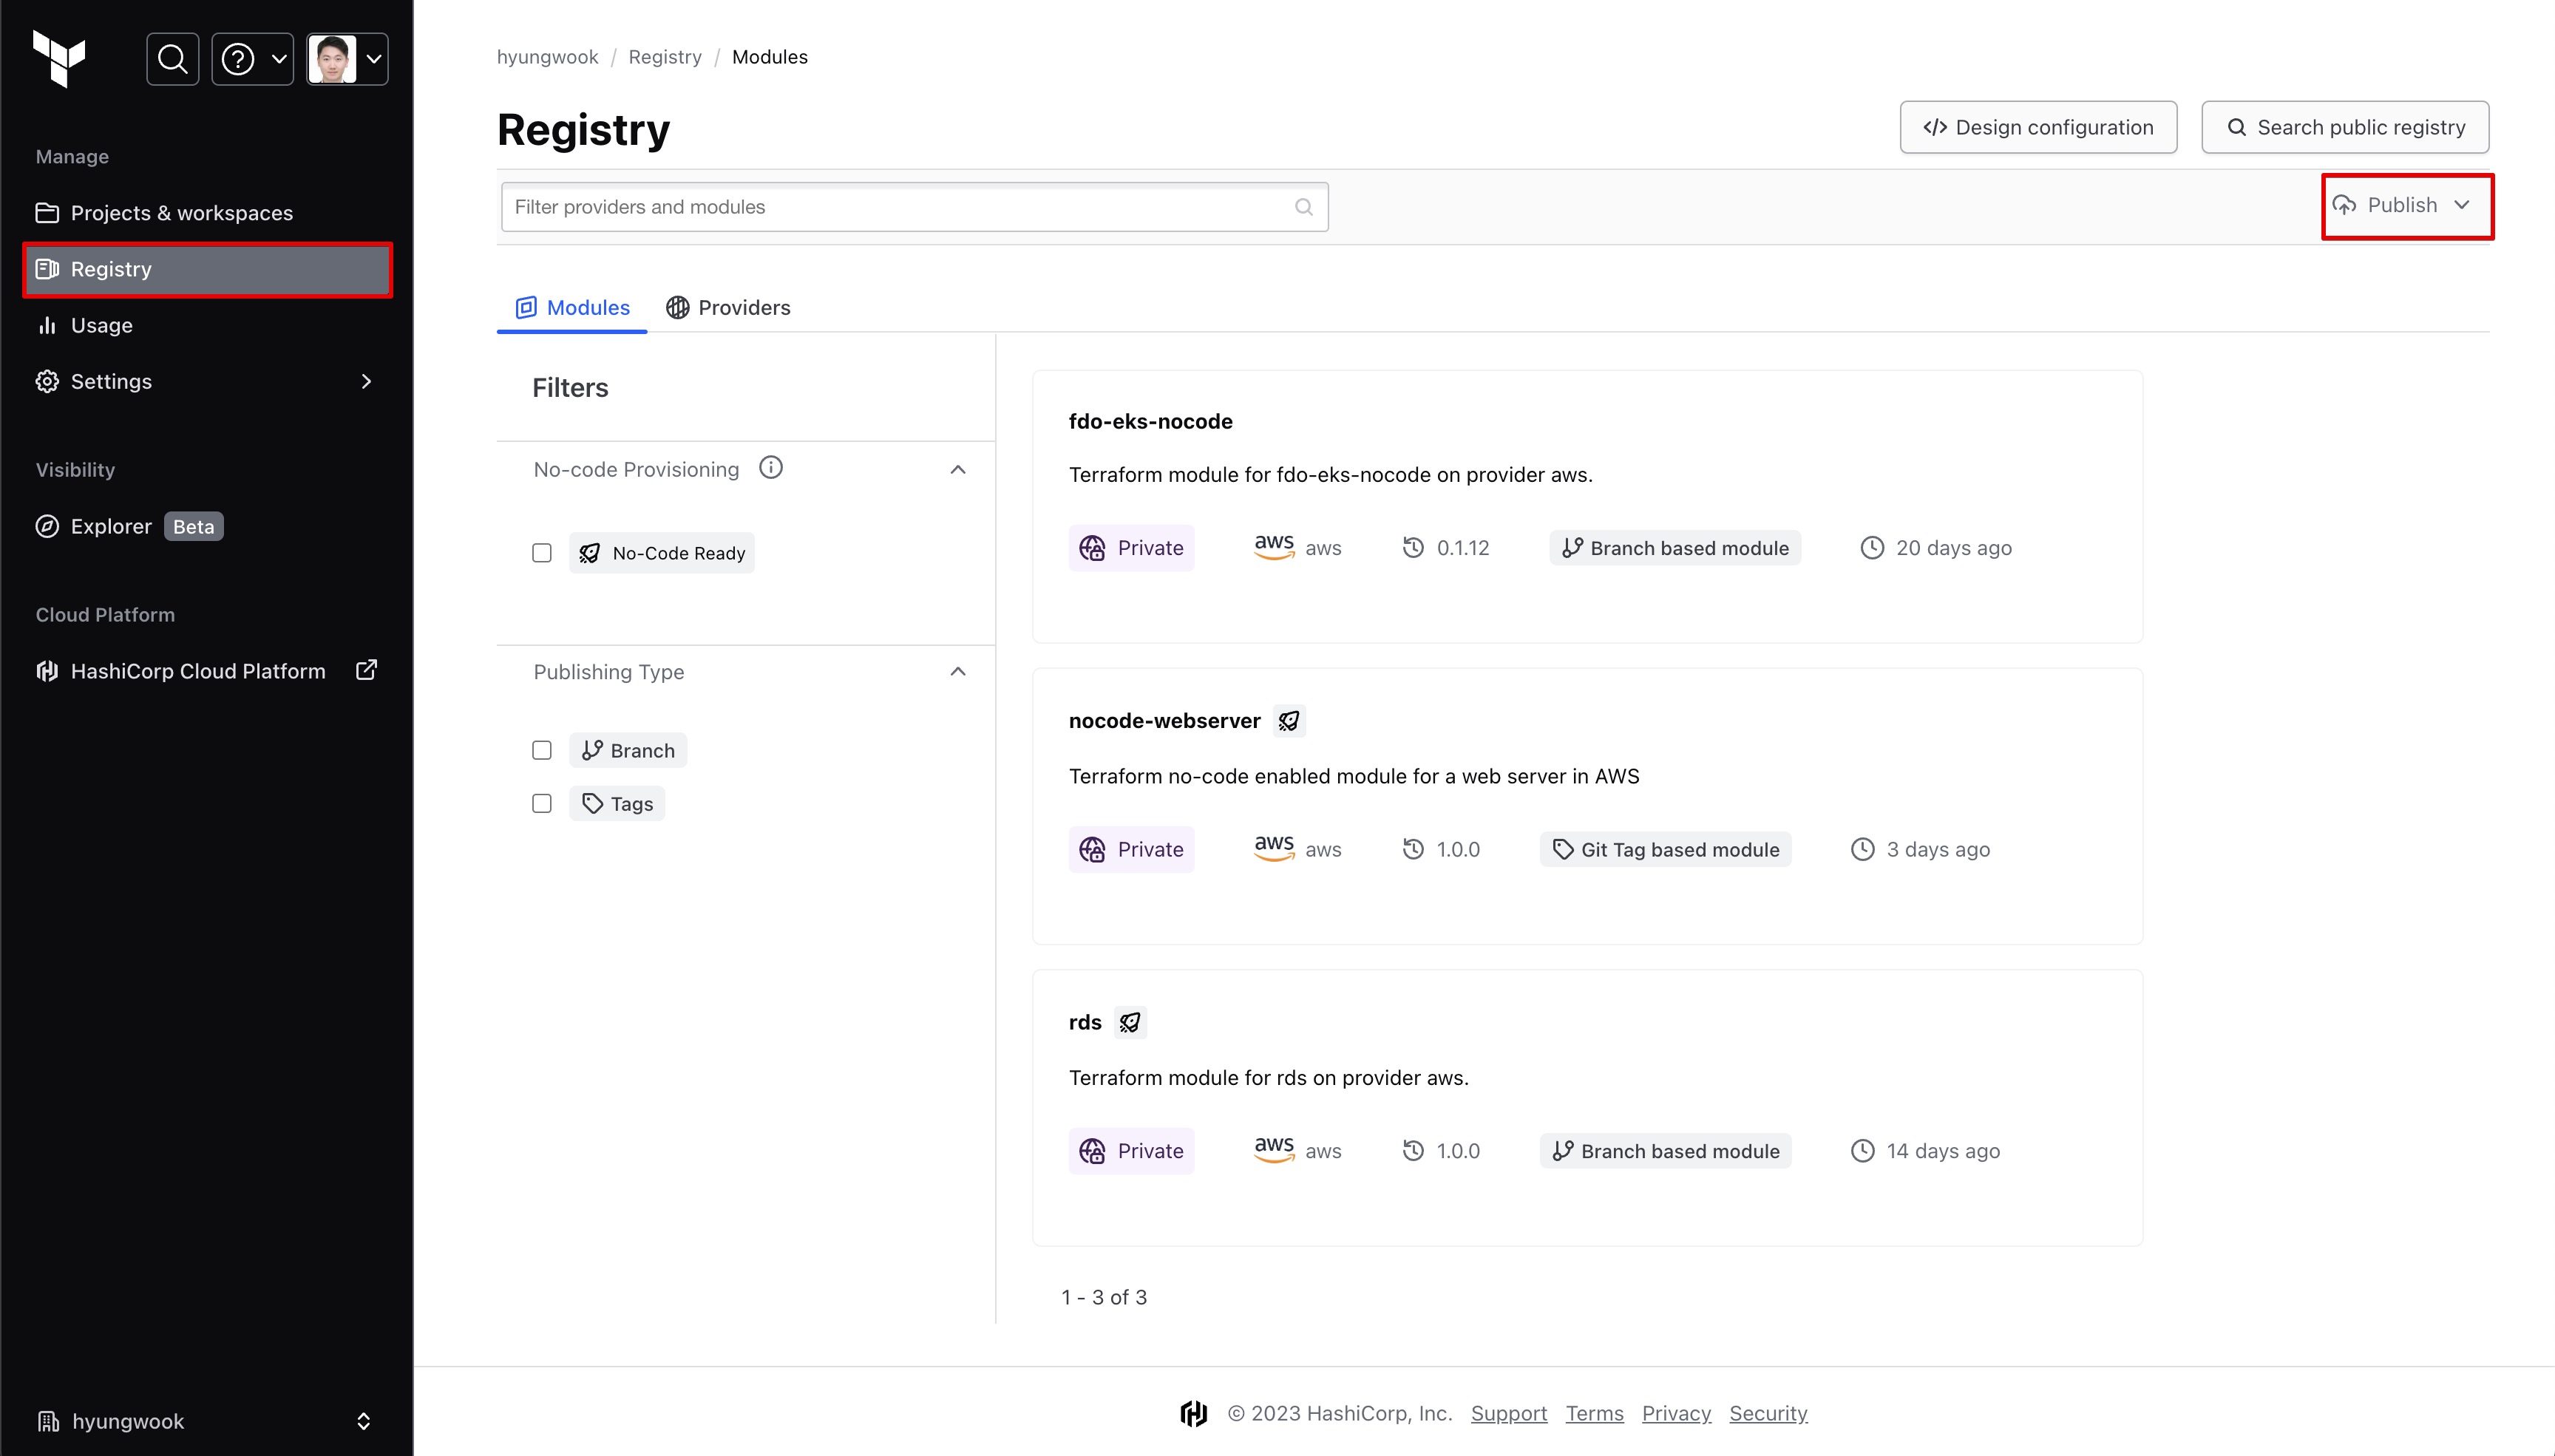 hyungwook / Registry / Modules
Registry
Design configuration
Search public registry
Manage
Projects & workspaces
Registry
Usage
Settings
Visibility
Explorer Beta
Cloud Platform
HashiCorp Cloud Platform
hyungwook
Filter providers and modules
Publish
Modules
Providers
Filters
No-code Provisioning
No-Code Ready
Publishing Type
Branch
Tags
fdo-eks-nocode
Terraform module for fdo-eks-nocode on provider aws.
Private aws aws 0.1.12 Branch based module 20 days ago
nocode-webserver
Terraform no-code enabled module for a web server in AWS
Private aws aws 1.0.0 Git Tag based module 3 days ago
rds
Terraform module for rds on provider aws.
Private aws aws 1.0.0 Branch based module 14 days ago
1 - 3 of 3
© 2023 HashiCorp, Inc. Support Terms Privacy Security